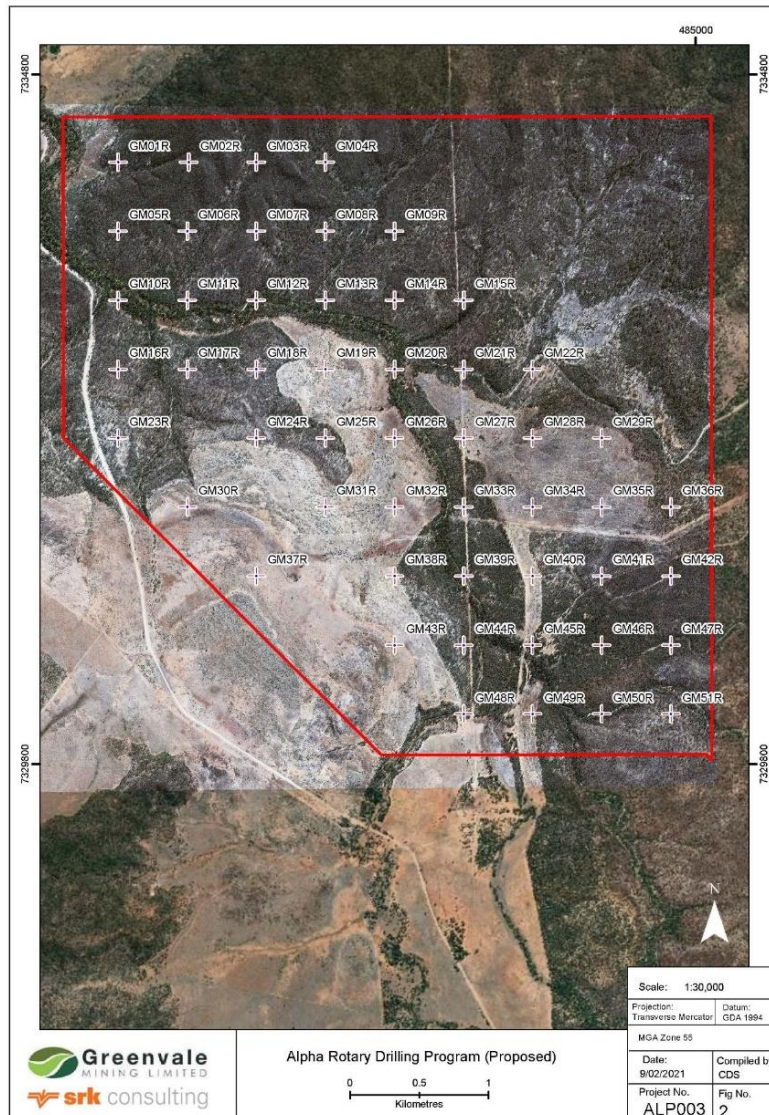 485000
7334800 7334800
GM01R GM02R GM03R GM04R
GM05R GM06R GM07R GM08R GM09R
GM10R GM11R GM12R GM13R GM14R GM15R
GM16R GM17R GM18R GM19R GM20R GM21R GM22R
GM23R GM24R GM25R GM26R GM27R GM28R GM29R
GM30R GM31R GM32R GM33R GM34R GM35R GM36R
GM37R GM38R GM39R GM40R GM41R GM42R
GM43R GM44R GM45R GM46R GM47R
GM48R GM49R GM50R GM51R
7329800 7329800
N
Greenvale
MINING LIMITED
srk consulting
Alpha Rotary Drilling Program (Proposed)
0 0.5 1
Kilometres
Scale: 1:30,000
Projection: Datum:
Transverse Mercator GDA 1994
MGA Zone 55
Date: Compiled by
9/02/2021 CDS
Project No. Fig No.
ALP003 2